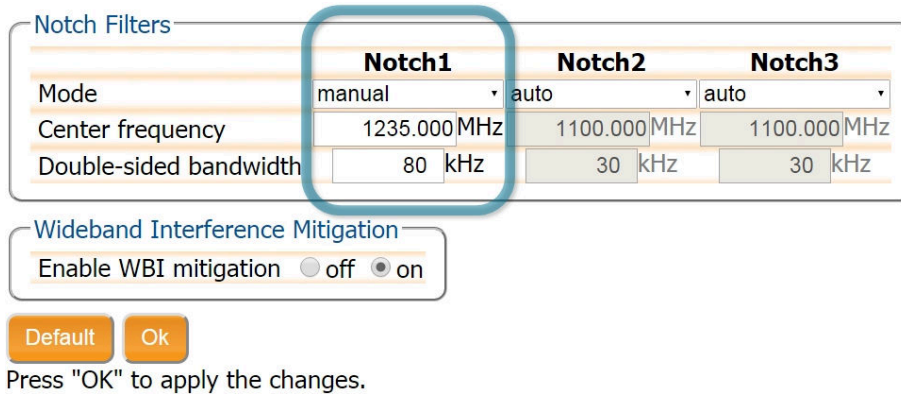 Notch Filters
Notch1 Notch2 Notch3
Mode manual auto auto
Center frequency 1235.000 MHz 1100.000 MHz 1100.000 MHz
Double-sided bandwidth 80 kHz 30 kHz 30 kHz
Wideband Interference Mitigation
Enable WBI mitigation off on
Default Ok
Press "OK" to apply the changes.